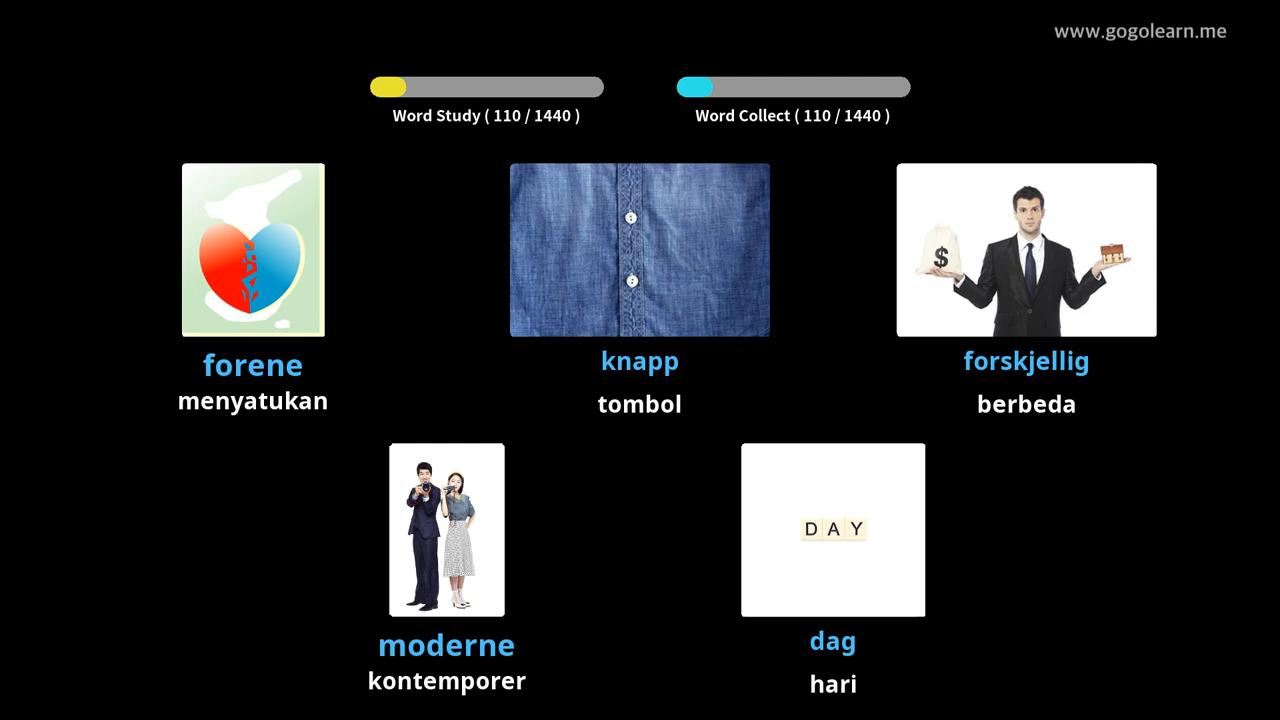 www.gogolearn.me
Word Study ( 110 / 1440 )
Word Collect ( 110 / 1440 )
$
forene
menyatukan
knapp
tombol
forskjellig
berbeda
DAY
moderne
kontemporer
dag
hari